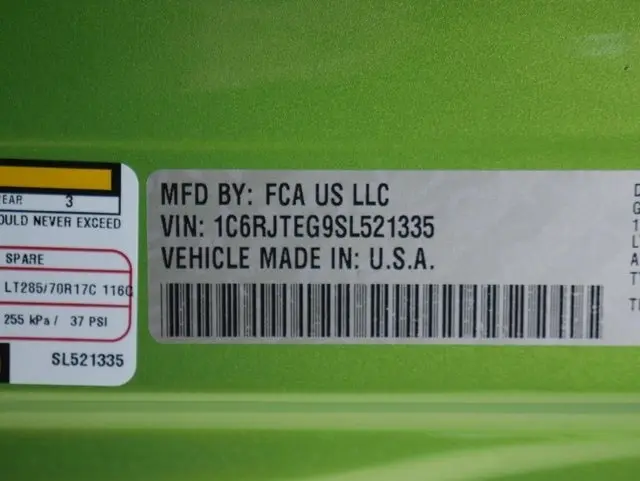 EAR 3
OULD NEVER EXCEED
SPARE
LT285/70R17C 116
255 kPa / 37 PSI
SL521335
MFD BY: FCA US LLC
VIN: 1C6RJTEG9SL521335
VEHICLE MADE IN: U.S.A.